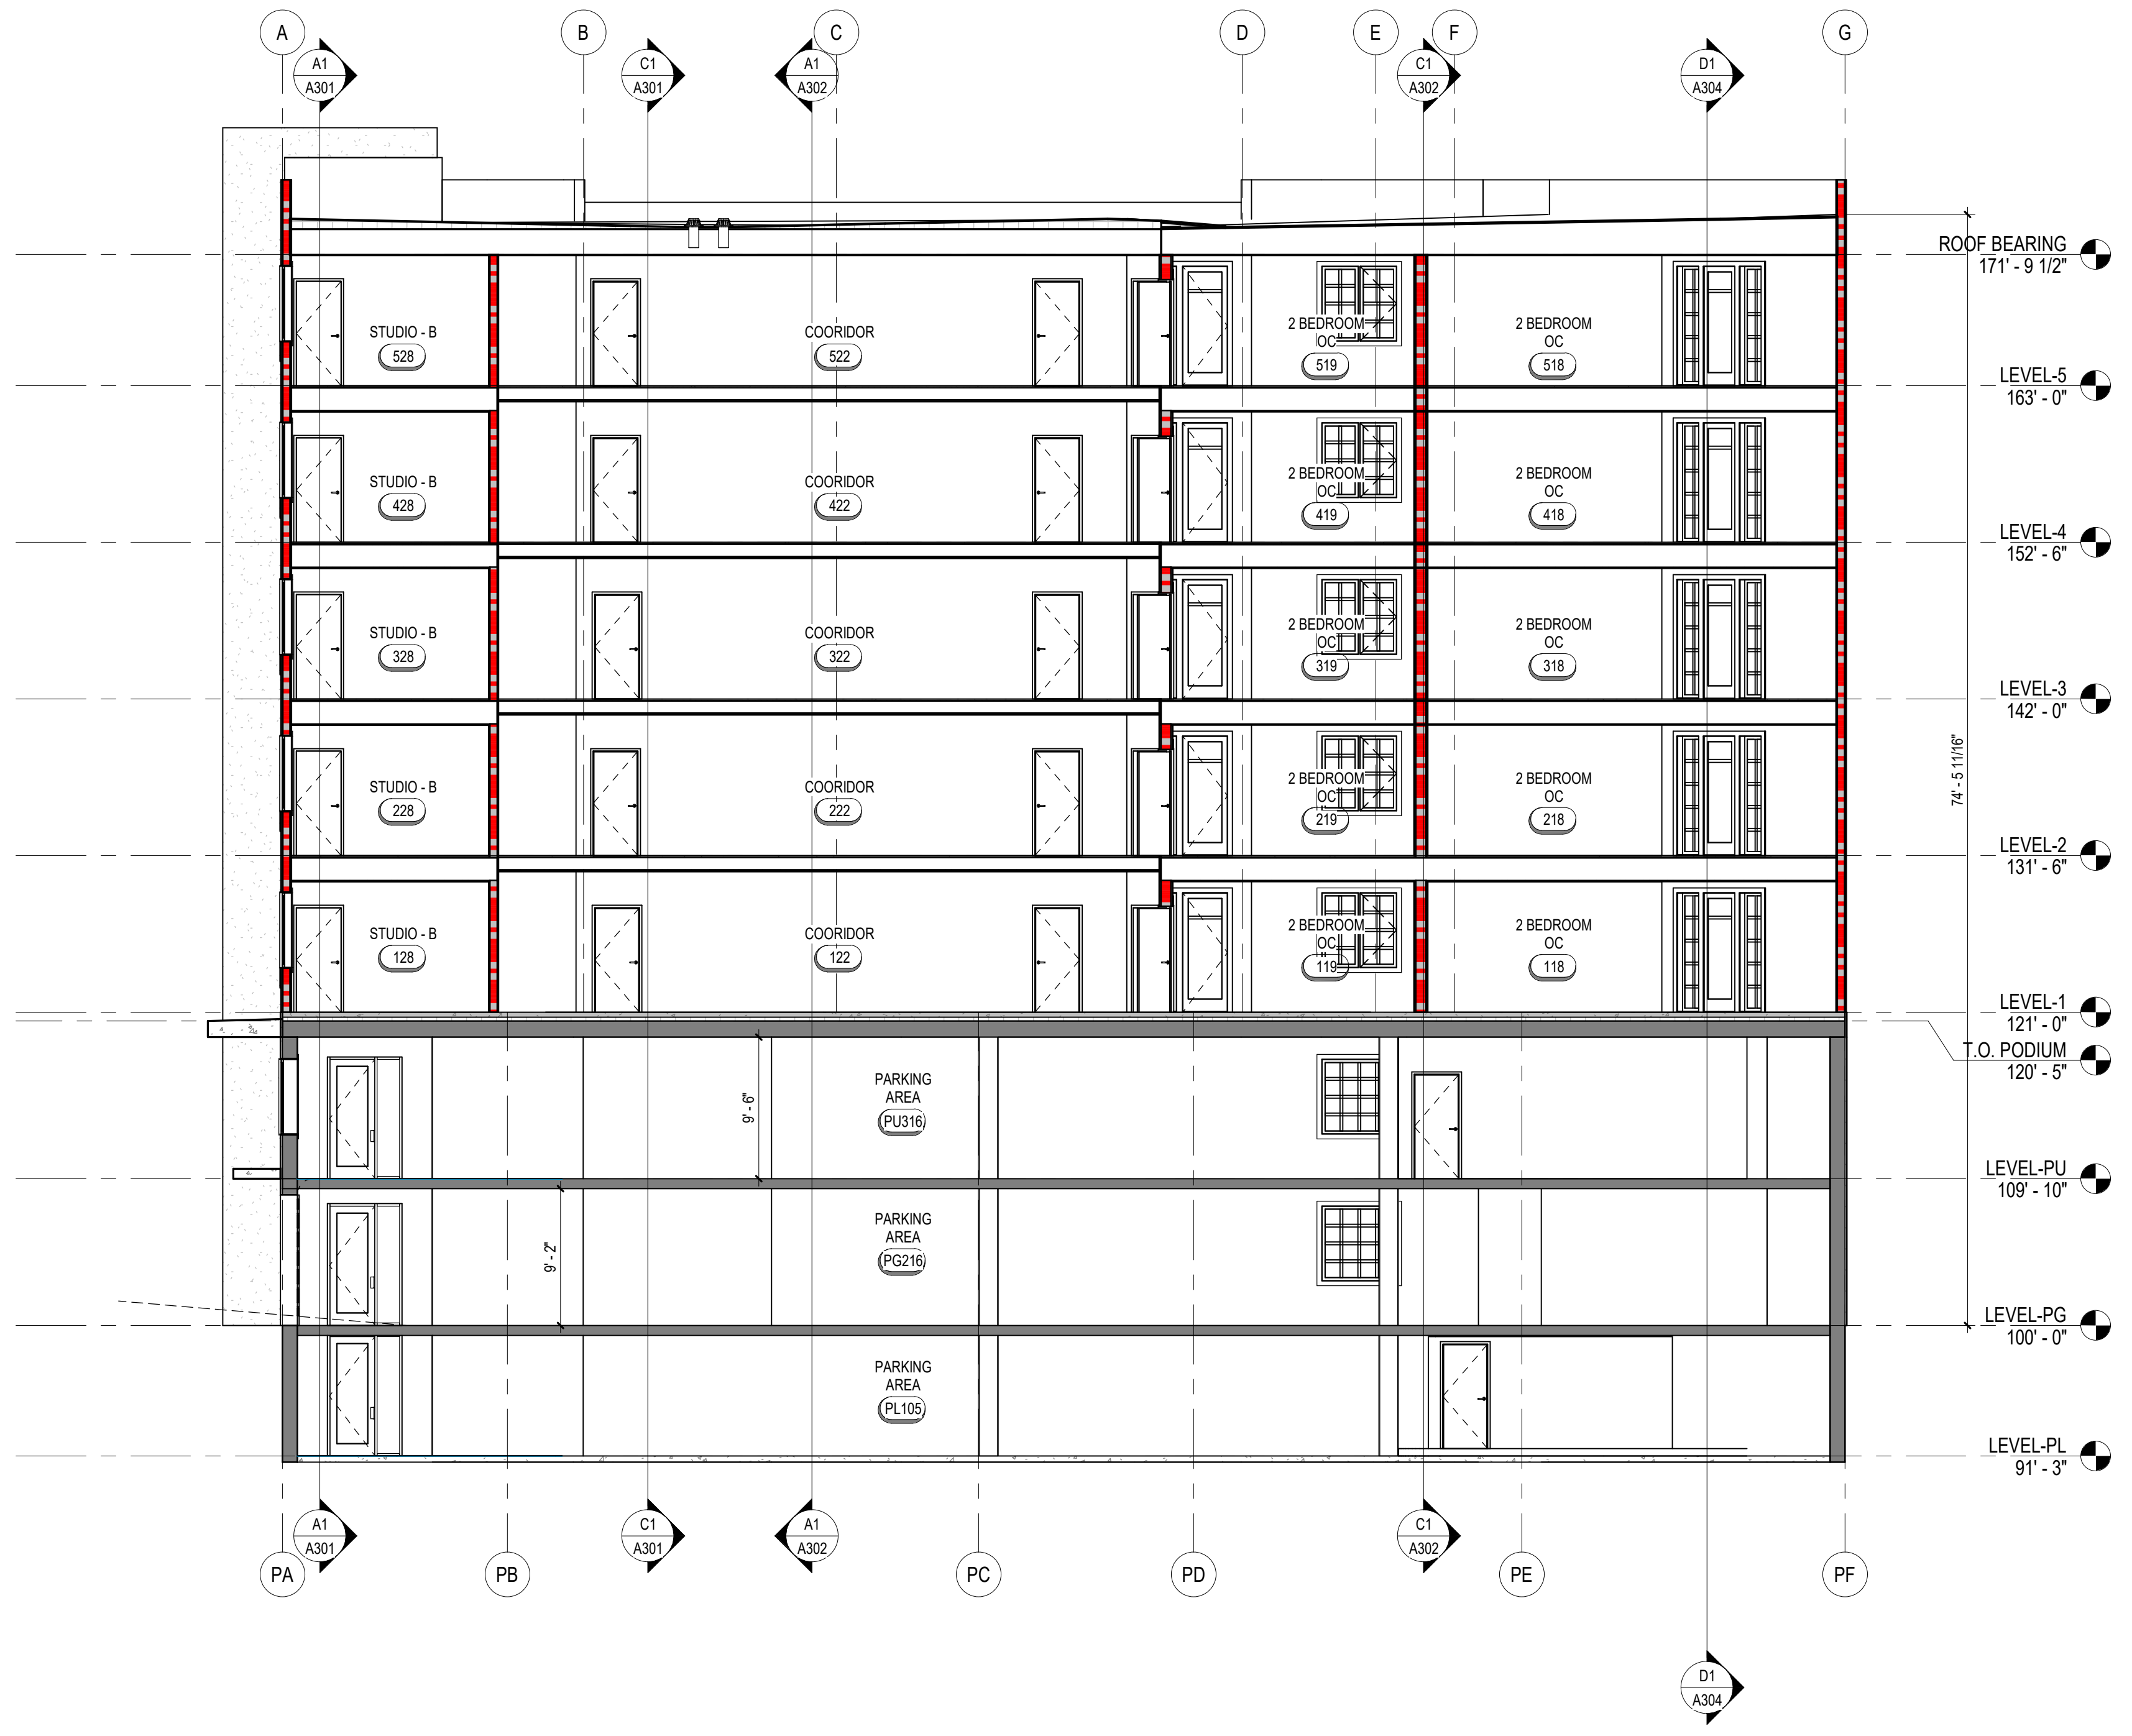 A
B
C
D
E
F
G
A1
A301
C1
A301
A1
A302
C1
A302
D1
A304
ROOF BEARING
171' - 9 1/2"
STUDIO - B
528
COORIDOR
522
2 BEDROOM
OC
519
2 BEDROOM
OC
518
LEVEL-5
163' - 0"
STUDIO - B
428
COORIDOR
422
2 BEDROOM
OC
419
2 BEDROOM
OC
418
LEVEL-4
152' - 6"
STUDIO - B
328
COORIDOR
322
2 BEDROOM
OC
319
2 BEDROOM
OC
318
LEVEL-3
142' - 0"
STUDIO - B
228
COORIDOR
222
2 BEDROOM
OC
219
2 BEDROOM
OC
218
74' - 5 11/16"
LEVEL-2
131' - 6"
STUDIO - B
128
COORIDOR
122
2 BEDROOM
OC
119
2 BEDROOM
OC
118
LEVEL-1
121' - 0"
T.O. PODIUM
120' - 5"
9' - 6"
PARKING
AREA
PU316
LEVEL-PU
109' - 10"
9' - 2"
PARKING
AREA
PG216
LEVEL-PG
100' - 0"
PARKING
AREA
PL105
LEVEL-PL
91' - 3"
A1
A301
C1
A301
A1
A302
C1
A302
PA
PB
PC
PD
PE
PF
D1
A304